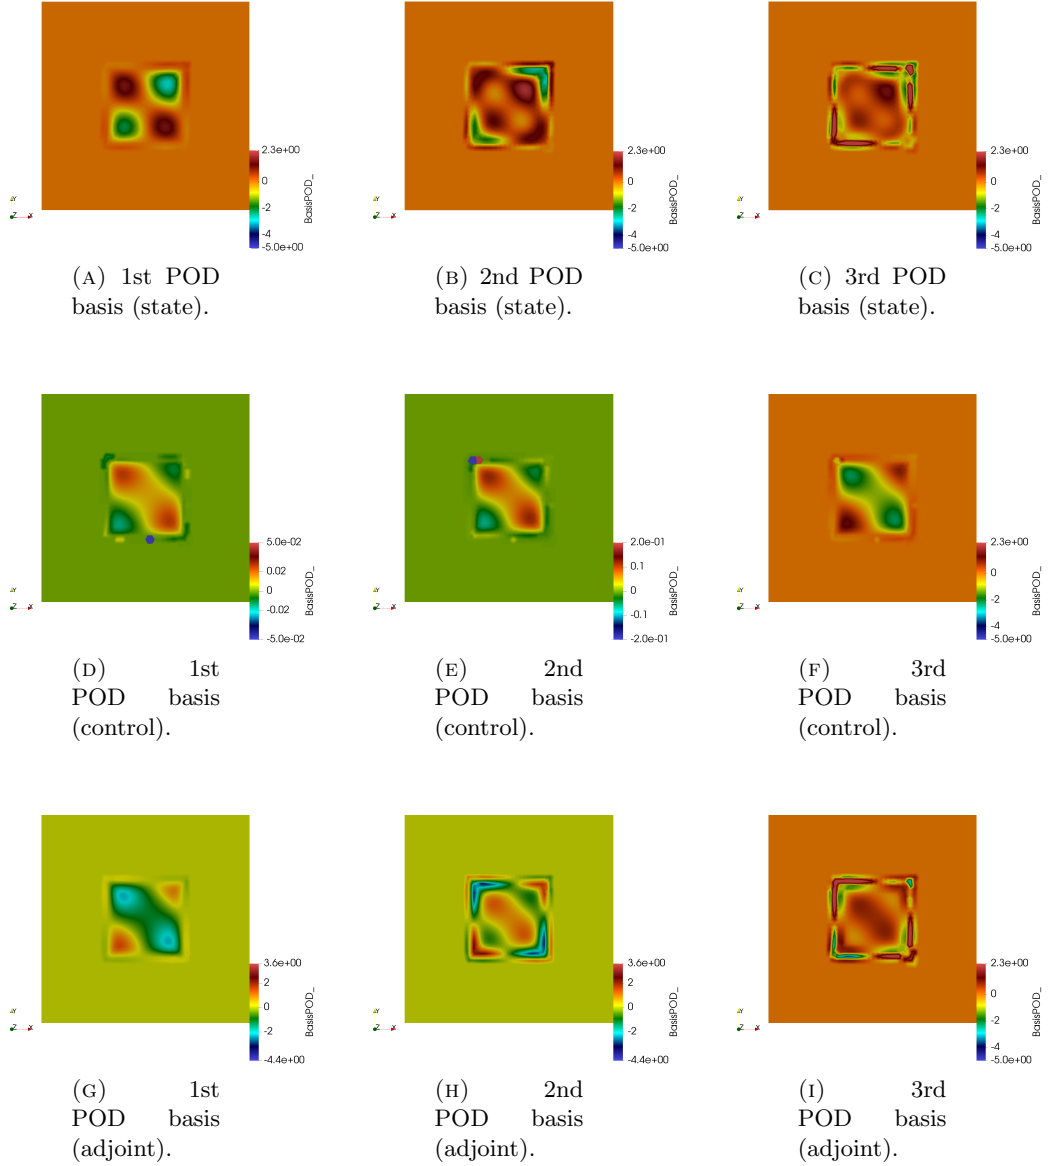 2.3e+00
0
-2
-4
-5.0e+00
BasisPOD_
Y
Z X
2.3e+00
0
-2
-4
-5.0e+00
BasisPOD_
Y
Z X
2.3e+00
0
-2
-4
-5.0e+00
BasisPOD_
Y
Z X
(A) 1st POD
basis (state).
(B) 2nd POD
basis (state).
(C) 3rd POD
basis (state).
5.0e-02
0.02
0
-0.02
-5.0e-02
BasisPOD_
Y
Z X
2.0e-01
0.1
0
-0.1
-2.0e-01
BasisPOD_
Y
Z X
2.3e+00
0
-2
-4
-5.0e+00
BasisPOD_
Y
Z X
(D) 1st
POD basis
(control).
(E) 2nd
POD basis
(control).
(F) 3rd
POD basis
(control).
3.6e+00
2
0
-2
-4.4e+00
BasisPOD_
Y
Z X
3.6e+00
2
0
-2
-4.4e+00
BasisPOD_
Y
Z X
2.3e+00
0
-2
-4
-5.0e+00
BasisPOD_
Y
Z X
(G) 1st
POD basis
(adjoint).
(H) 2nd
POD basis
(adjoint).
(I) 3rd
POD basis
(adjoint).